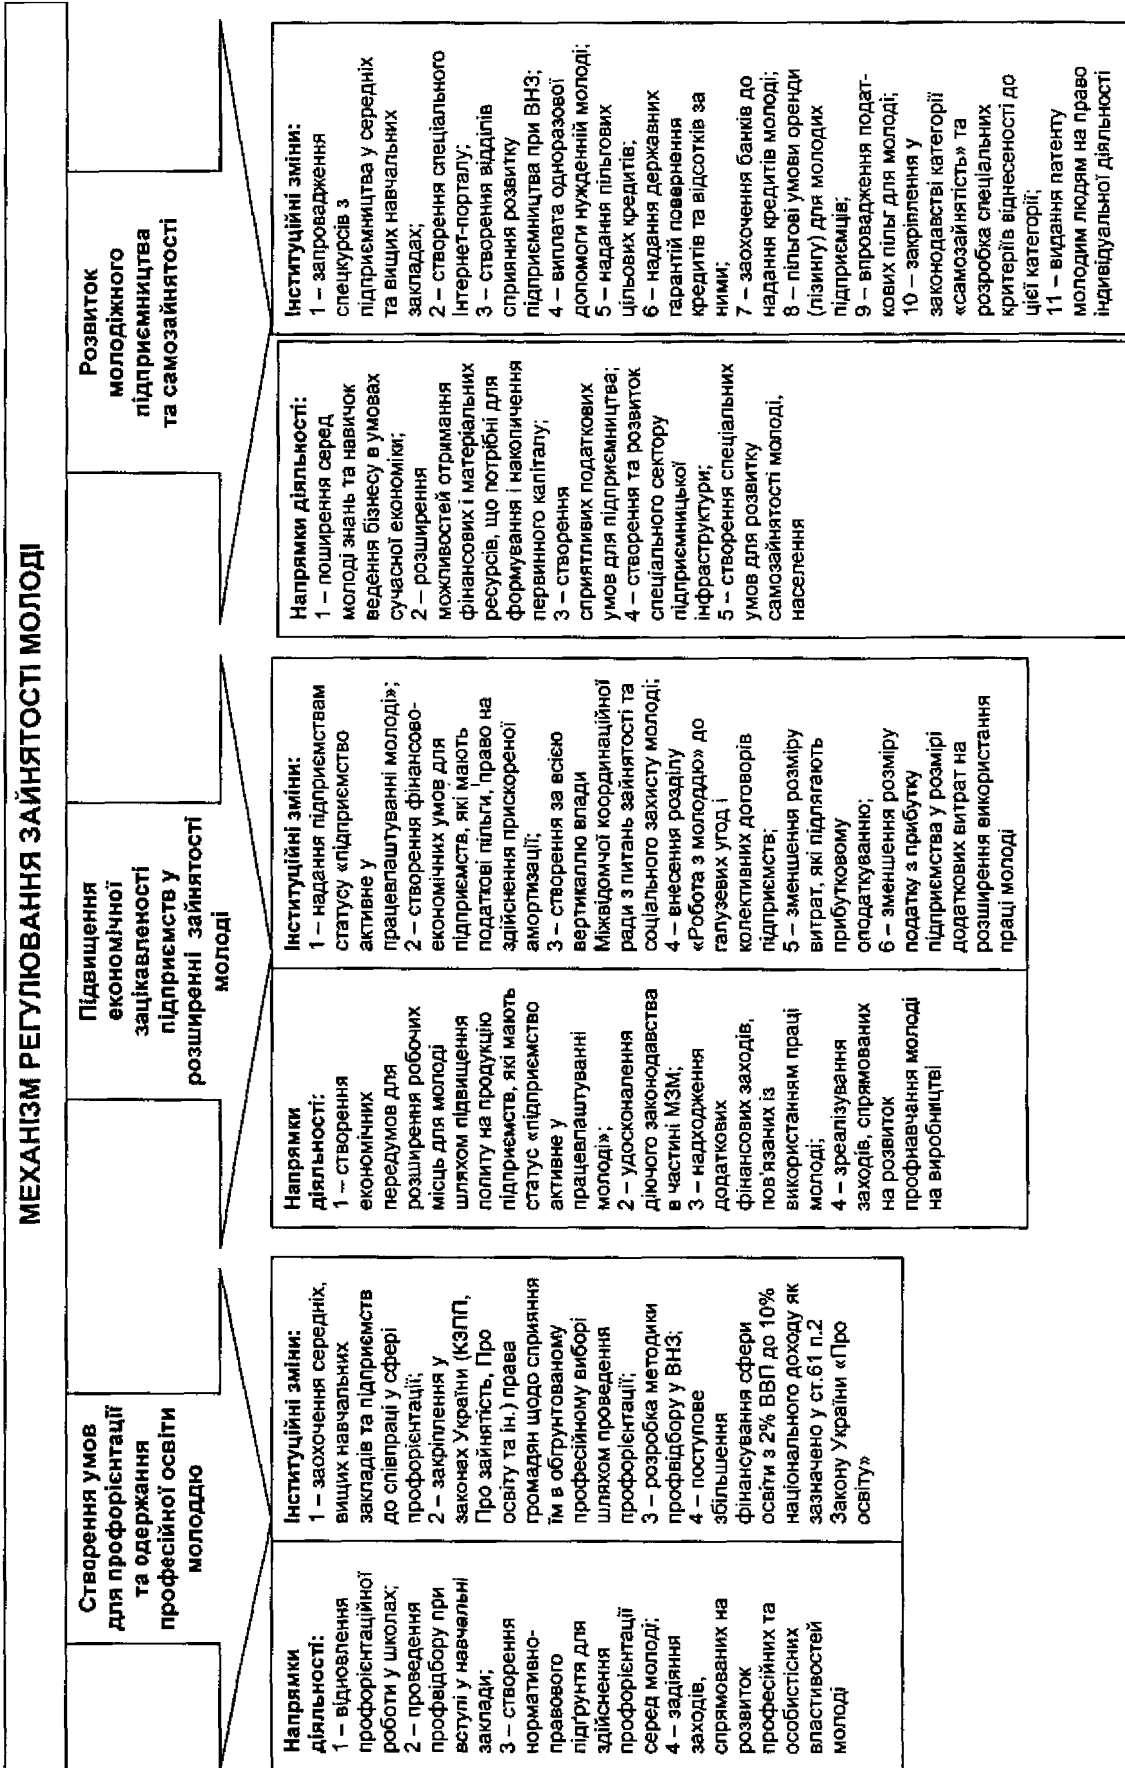 МЕХАНІЗМ РЕГУЛЮВАННЯ ЗАЙНЯТОСТІ МОЛОДІ
Створення умов
для профорієнтації
та одержання
професійної освіти
молоддю
Напрямки
діяльності:
1 – відновлення
профорієнтаційної
роботи у школах;
2 – проведення
профвідбору при
вступі у навчальні
заклади;
3 – створення
нормативно-
правового
підґрунтя для
здійснення
профорієнтації
серед молоді;
4 – задіяння
заходів,
спрямованих на
розвиток
професійних та
особистісних
властивостей
молоді
Інституційні зміни:
1 – заохочення середніх,
вищих навчальних
закладів та підприємств
до співпраці у сфері
профорієнтації;
2 – закріплення у
законах України (КЗПП,
Про зайнятість, Про
освіту та ін.) права
громадян щодо сприяння
їм в обґрунтованому
професійному виборі
шляхом проведення
профорієнтації;
3 – розробка методики
профвідбору у ВНЗ;
4 – поступове
збільшення
фінансування сфери
освіти з 2% ВВП до 10%
національного доходу як
зазначено у ст.61 п.2
Закону України «Про
освіту»
Підвищення
економічної
зацікавленості
підприємств у
розширенні зайнятості
молоді
Напрямки
діяльності:
1 – створення
економічних
передумов для
розширення робочих
місць для молоді
шляхом підвищення
попиту на продукцію
підприємств, які мають
статус «підприємство
активне у
працевлаштуванні
молоді»;
2 – удосконалення
діючого законодавства
в частині МЗМ;
3 – надходження
додаткових
фінансових заходів,
пов'язаних із
використанням праці
молоді;
4 – зреалізування
заходів, спрямованих
на розвиток
профнавчання молоді
на виробництві
Інституційні зміни:
1 – надання підприємствам
статусу «підприємство
активне у
працевлаштуванні молоді»;
2 – створення фінансово-
економічних умов для
підприємств, які мають
податкові пільги, право на
здійснення прискореної
амортизації;
3 – створення за всією
вертикаллю влади
Міжвідомчої координаційної
ради з питань зайнятості та
соціального захисту молоді;
4 – внесення розділу
«Робота з молоддю» до
галузевих угод і
колективних договорів
підприємств;
5 – зменшення розміру
витрат, які підлягають
прибутковому
оподаткуванню;
6 – зменшення розміру
податку з прибутку
підприємства у розмірі
додаткових витрат на
розширення використання
праці молоді
Розвиток
молодіжного
підприємництва
та самозайнятості
Напрямки діяльності:
1 – поширення серед
молоді знань та навичок
ведення бізнесу в умовах
сучасної економіки;
2 – розширення
можливостей отримання
фінансових і матеріальних
ресурсів, що потрібні для
формування і накопичення
первинного капіталу;
3 – створення
сприятливих податкових
умов для підприємництва;
4 – створення та розвиток
спеціального сектору
підприємницької
інфраструктури;
5 – створення спеціальних
умов для розвитку
самозайнятості молоді,
населення
Інституційні зміни:
1 – запровадження
спецкурсів з
підприємництва у середніх
та вищих навчальних
закладах;
2 – створення спеціального
Інтернет-порталу;
3 – створення відділів
сприяння розвитку
підприємництва при ВНЗ;
4 – виплата одноразової
допомоги нужденній молоді;
5 – надання пільгових
цільових кредитів;
6 – надання державних
гарантій повернення
кредитів та відсотків за
ними;
7 – заохочення банків до
надання кредитів молоді;
8 – пільгові умови оренди
(лізингу) для молодих
підприємців;
9 – впровадження подат-
кових пільг для молоді;
10 – закріплення у
законодавстві категорії
«самозайнятість» та
розробка спеціальних
критеріїв віднесеності до
цієї категорії;
11 – видання патенту
молодим людям на право
індивідуальної діяльності